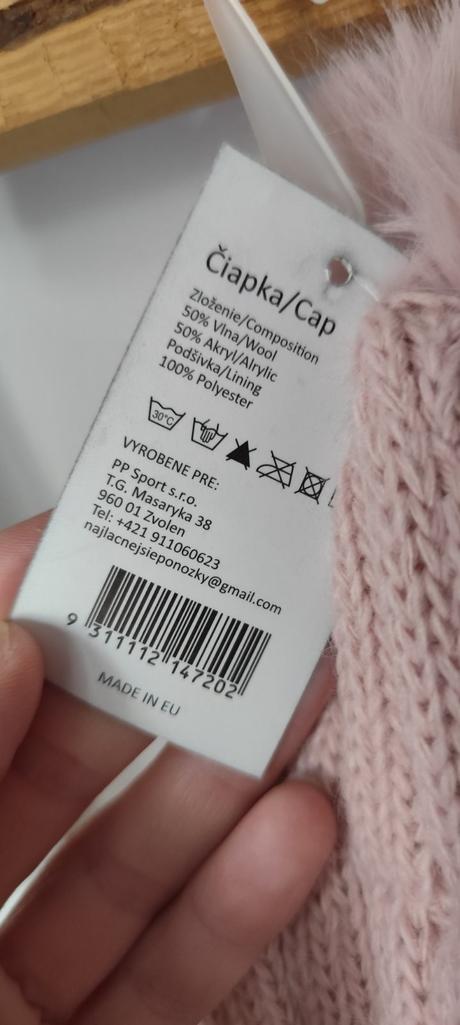 Čiapka/Cap
Zloženie/Composition
50% Vlna/Wool
50% Akryl/Alrylic
Podšívka/Lining
100% Polyester
30°C
VYROBENE PRE:
PP Sport s.r.o.
T.G. Masaryka 38
960 01 Zvolen
Tel: +421 911060623
najlacnejsieponozky@gmail.com
9 311112 147202
MADE IN EU